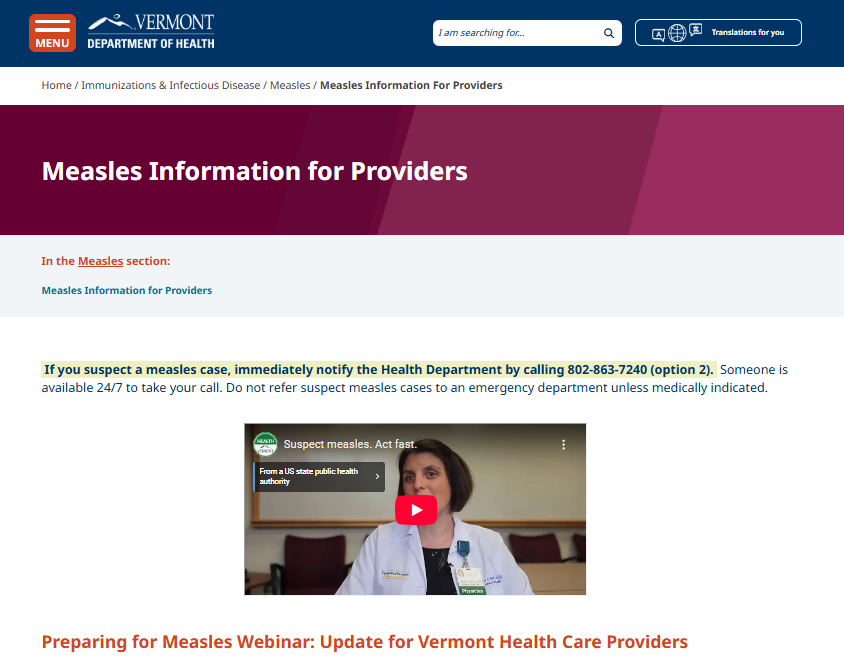 MENU
VERMONT
DEPARTMENT OF HEALTH
I am searching for...
Translations for you
Home / Immunizations & Infectious Disease / Measles / Measles Information For Providers
Measles Information for Providers
In the Measles section:
Measles Information for Providers
If you suspect a measles case, immediately notify the Health Department by calling 802-863-7240 (option 2). Someone is
available 24/7 to take your call. Do not refer suspect measles cases to an emergency department unless medically indicated.
HEALTH
VERMONT
Suspect measles. Act fast.
From a US state public health
authority
Physician
Preparing for Measles Webinar: Update for Vermont Health Care Providers